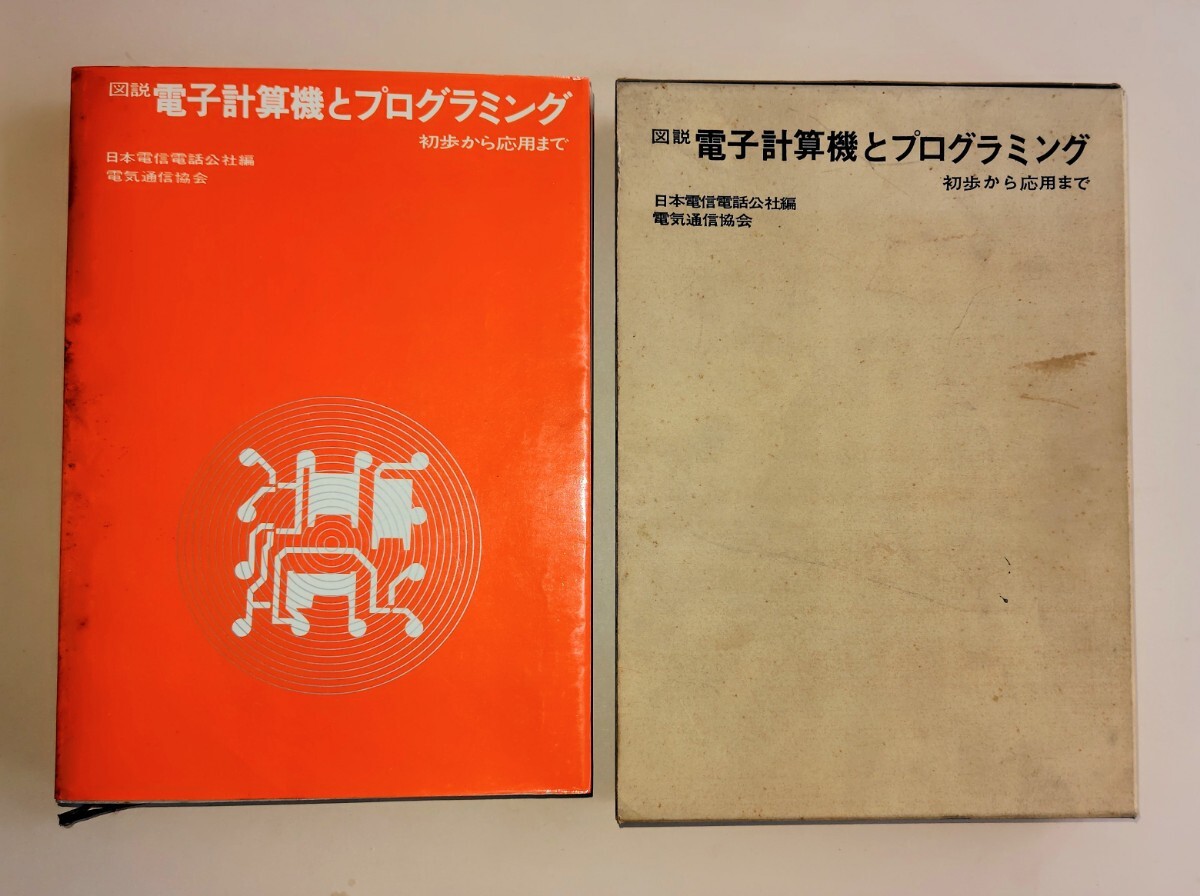 図説 電子計算機とプログラミング
初歩から応用まで
日本電信電話公社編
電気通信協会
図説 電子計算機とプログラミング
初歩から応用まで
日本電信電話公社編
電気通信協会